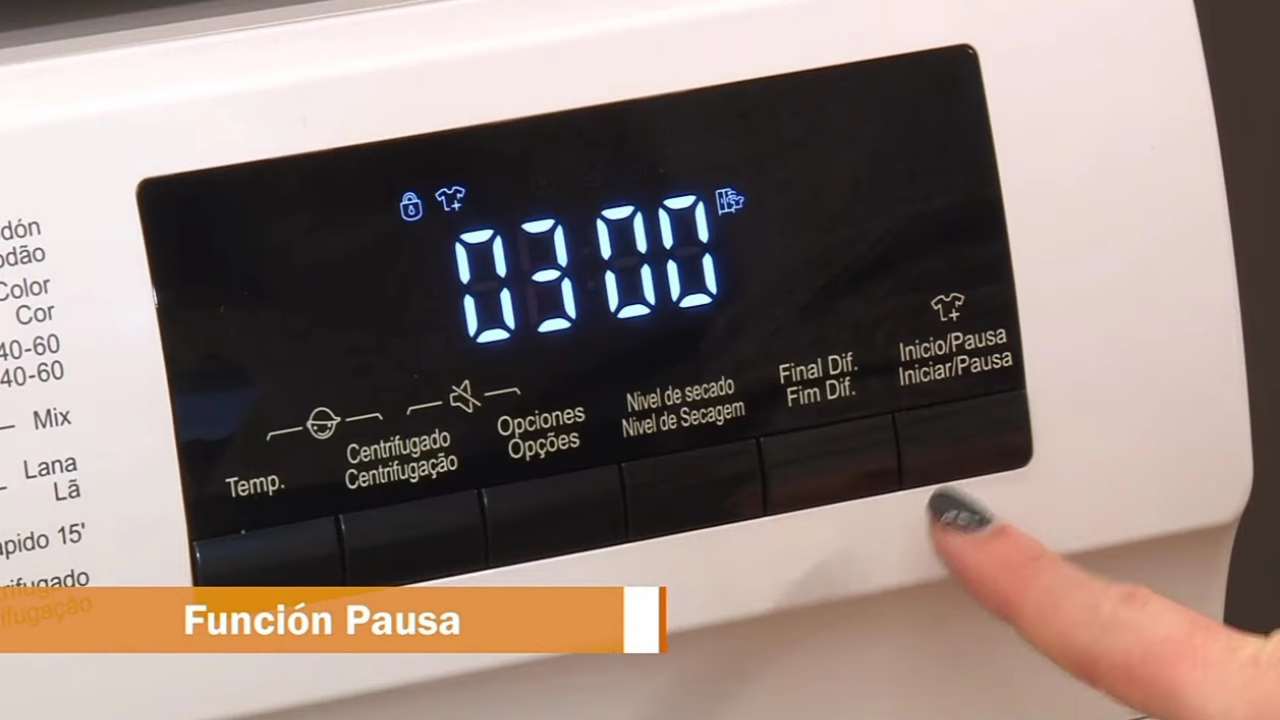 Color
Cor
40-60
40-60
Mix
Lana
Lã
15'
03 00
Temp.
Centrifugado
Centrifugação
Opciones
Opções
Nivel de secado
Nivel de Secagem
Final Dif.
Fim Dif.
Inicio/Pausa
Iniciar/Pausa
Función Pausa